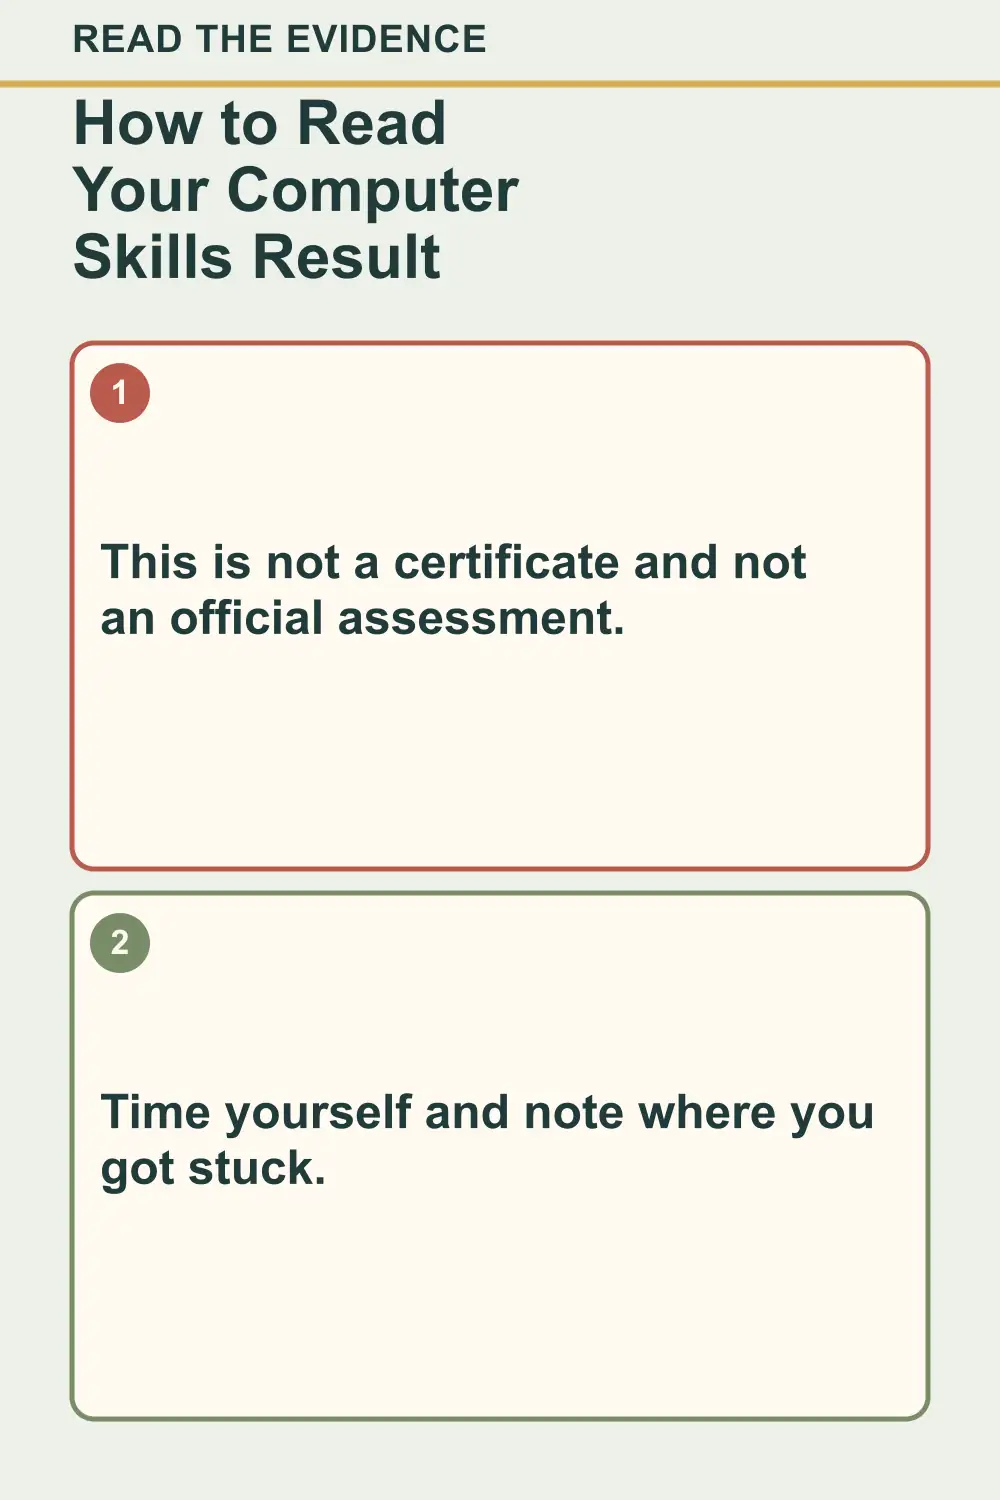 READ THE EVIDENCE
How to Read
Your Computer
Skills Result
1
This is not a certificate and not
an official assessment.
2
Time yourself and note where you
got stuck.